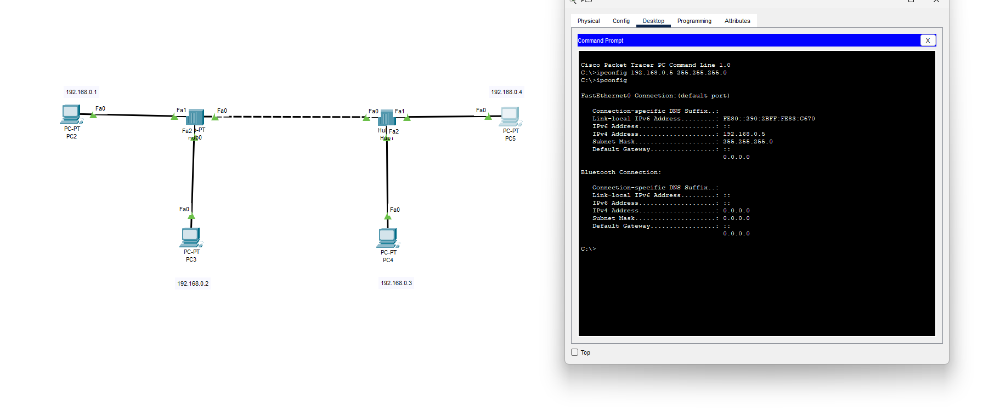 192.168.0.1
Fa0
Fa1
Fa0
PC-PT
PC2
Fa2
-PT
Hub0
Fa0
PC-PT
PC3
192.168.0.2
Fa0
Fa1
Hu
Fa2
Fa0
PC-PT
PC4
192.168.0.3
192.168.0.4
Fa0
PC-PT
PC5
PC5
Physical Config Desktop Programming Attributes
Command Prompt X
Cisco Packet Tracer PC Command Line 1.0
C:\>ipconfig 192.168.0.5 255.255.255.0
C:\>ipconfig
FastEthernet0 Connection:(default port)
Connection-specific DNS Suffix..:
Link-local IPv6 Address.........: FE80::290:2BFF:FE83:C670
IPv6 Address....................: ::
IPv4 Address....................: 192.168.0.5
Subnet Mask.....................: 255.255.255.0
Default Gateway.................: ::
0.0.0.0
Bluetooth Connection:
Connection-specific DNS Suffix..:
Link-local IPv6 Address.........: ::
IPv6 Address....................: ::
IPv4 Address....................: 0.0.0.0
Subnet Mask.....................: 0.0.0.0
Default Gateway.................: ::
0.0.0.0
C:\>
Top